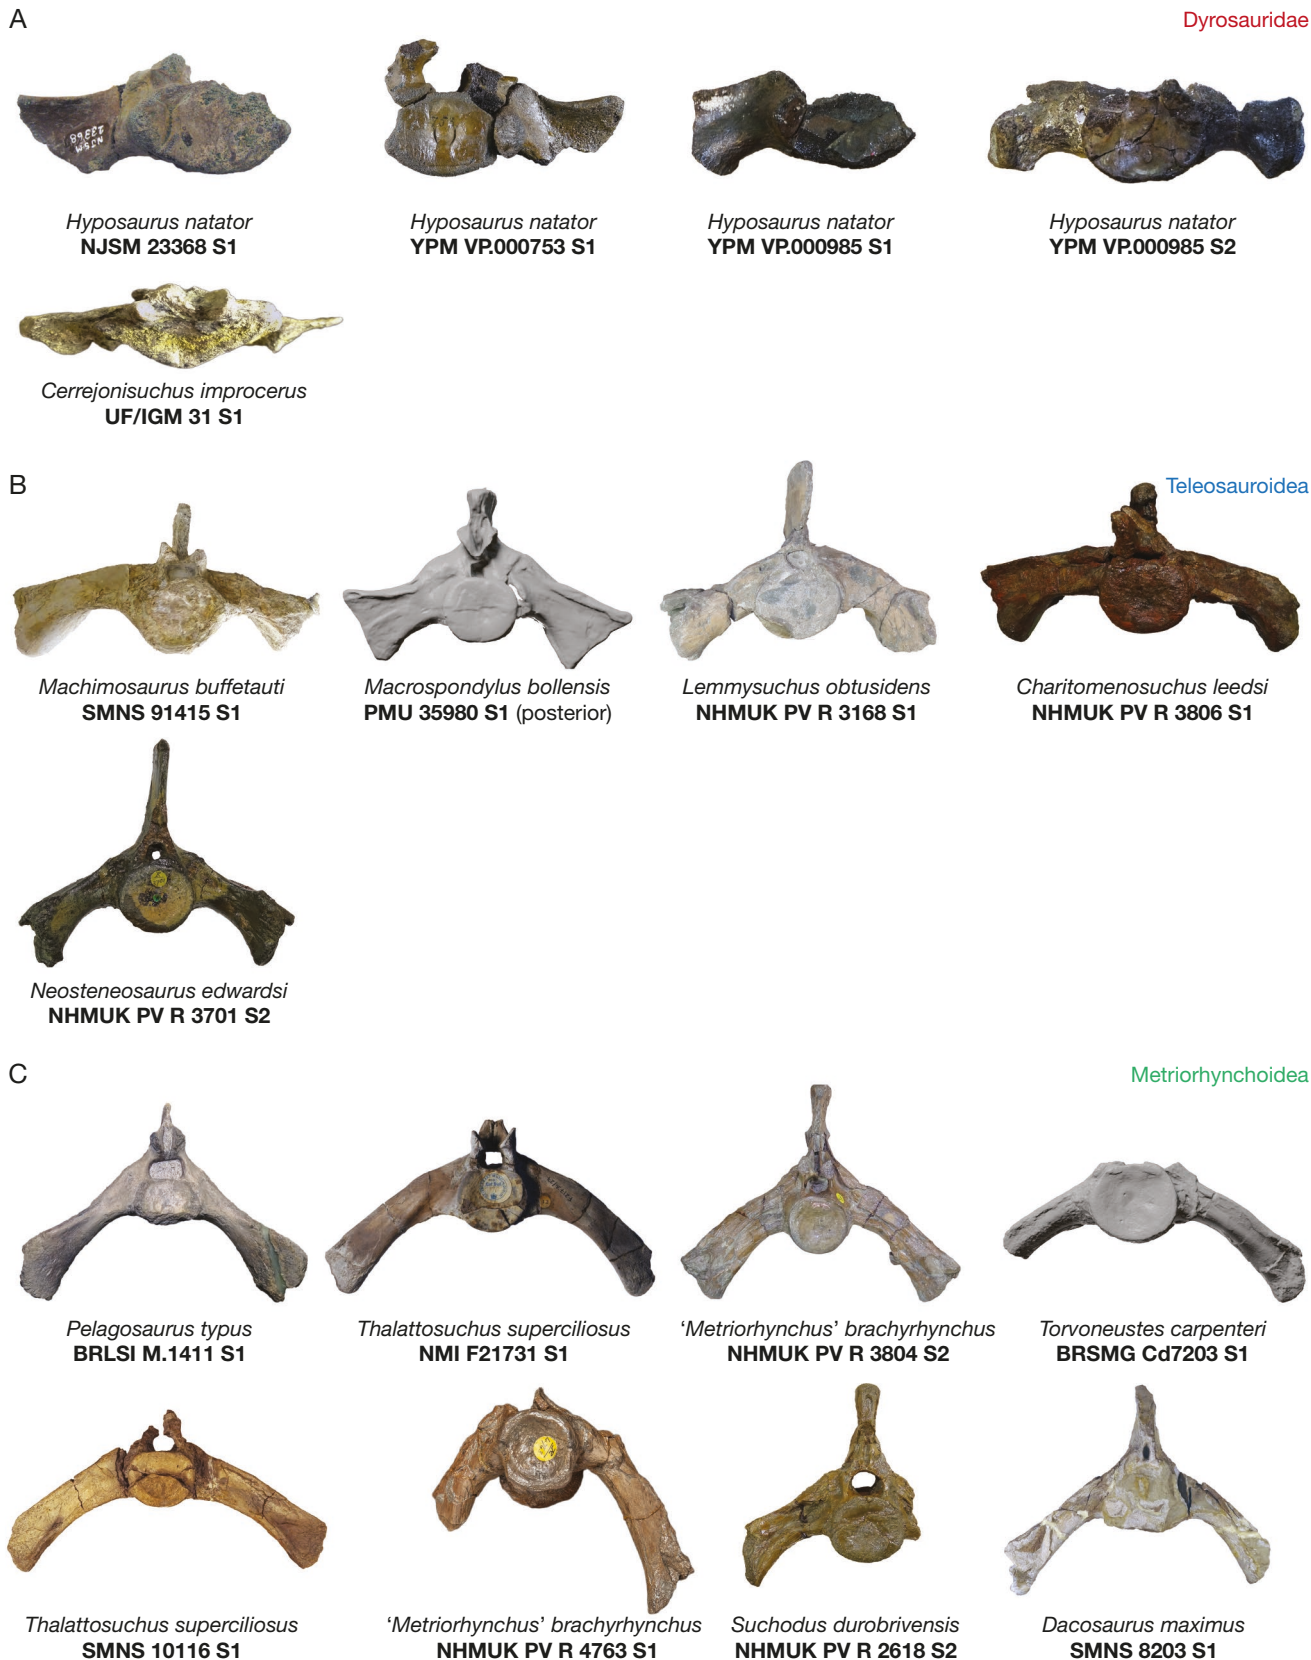 A
Dyrosauridae
NJSM
23368
Hyposaurus natator
NJSM 23368 S1
Hyposaurus natator
YPM VP.000753 S1
Hyposaurus natator
YPM VP.000985 S1
Hyposaurus natator
YPM VP.000985 S2
Cerrejonisuchus improcerus
UF/IGM 31 S1
B
Teleosauroidea
Machimosaurus buffetauti
SMNS 91415 S1
Macrospondylus bollensis
PMU 35980 S1 (posterior)
Lemmysuchus obtusidens
NHMUK PV R 3168 S1
Charitomenosuchus leedsi
NHMUK PV R 3806 S1
Neosteneosaurus edwardsi
NHMUK PV R 3701 S2
C
Metriorhynchoidea
Pelagosaurus typus
BRLSI M.1411 S1
Thalattosuchus superciliosus
NMI F21731 S1
‘Metriorhynchus’ brachyrhynchus
NHMUK PV R 3804 S2
Torvoneustes carpenteri
BRSMG Cd7203 S1
Thalattosuchus superciliosus
SMNS 10116 S1
‘Metriorhynchus’ brachyrhynchus
NHMUK PV R 4763 S1
Suchodus durobrivensis
NHMUK PV R 2618 S2
Dacosaurus maximus
SMNS 8203 S1